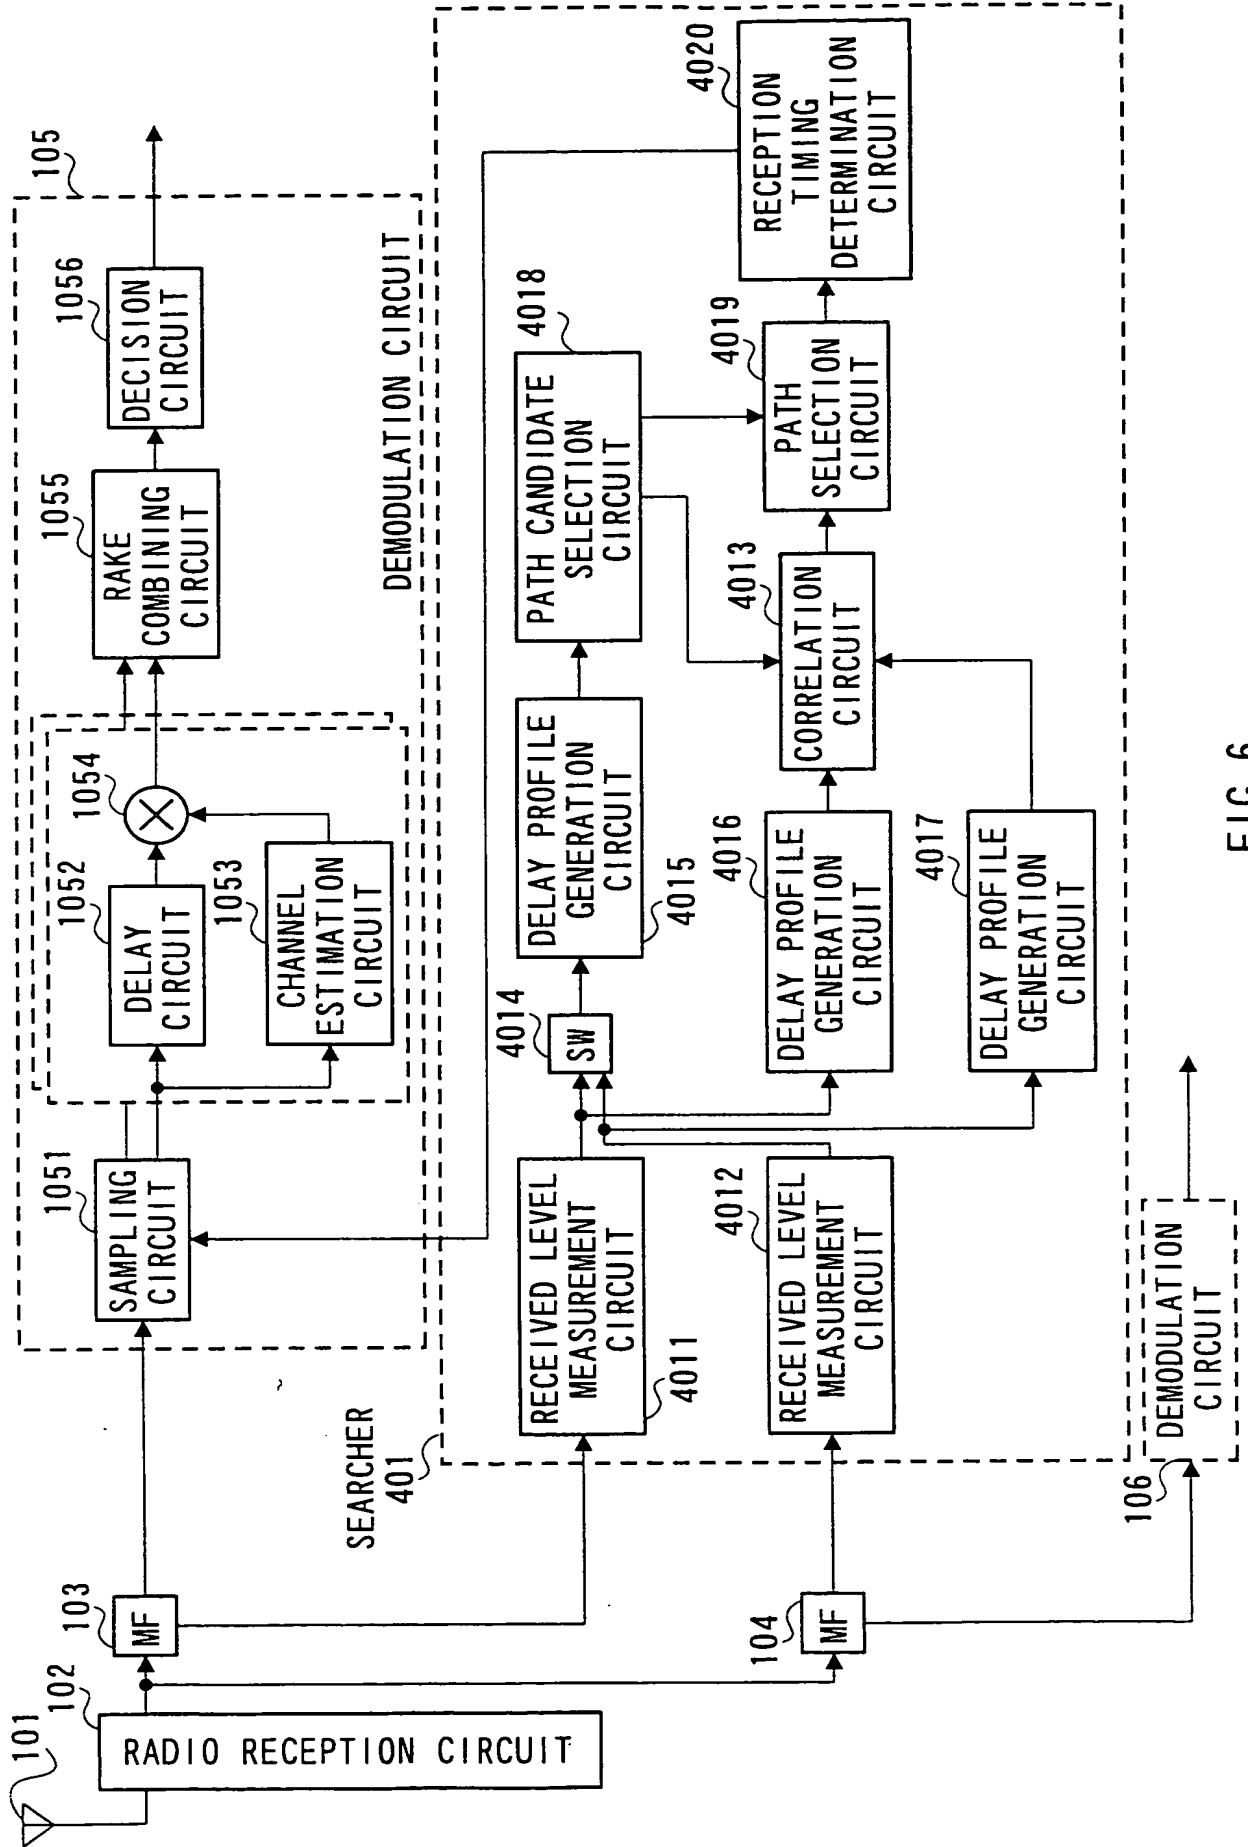 101
102
RADIO RECEPTION CIRCUIT
103
MF
104
MF
105
DEMODULATION CIRCUIT
1051
SAMPLING
CIRCUIT
1052
DELAY
CIRCUIT
1053
CHANNEL
ESTIMATION
CIRCUIT
1054
1055
RAKE
COMBINING
CIRCUIT
1056
DECISION
CIRCUIT
SEARCHER
401
4011
RECEIVED LEVEL
MEASUREMENT
CIRCUIT
4012
RECEIVED LEVEL
MEASUREMENT
CIRCUIT
4014
SW
4015
DELAY PROFILE
GENERATION
CIRCUIT
4016
DELAY PROFILE
GENERATION
CIRCUIT
4017
DELAY PROFILE
GENERATION
CIRCUIT
4018
PATH CANDIDATE
SELECTION
CIRCUIT
4013
CORRELATION
CIRCUIT
4019
PATH
SELECTION
CIRCUIT
4020
RECEPTION
TIMING
DETERMINATION
CIRCUIT
106
DEMODULATION
CIRCUIT
FIG. 6